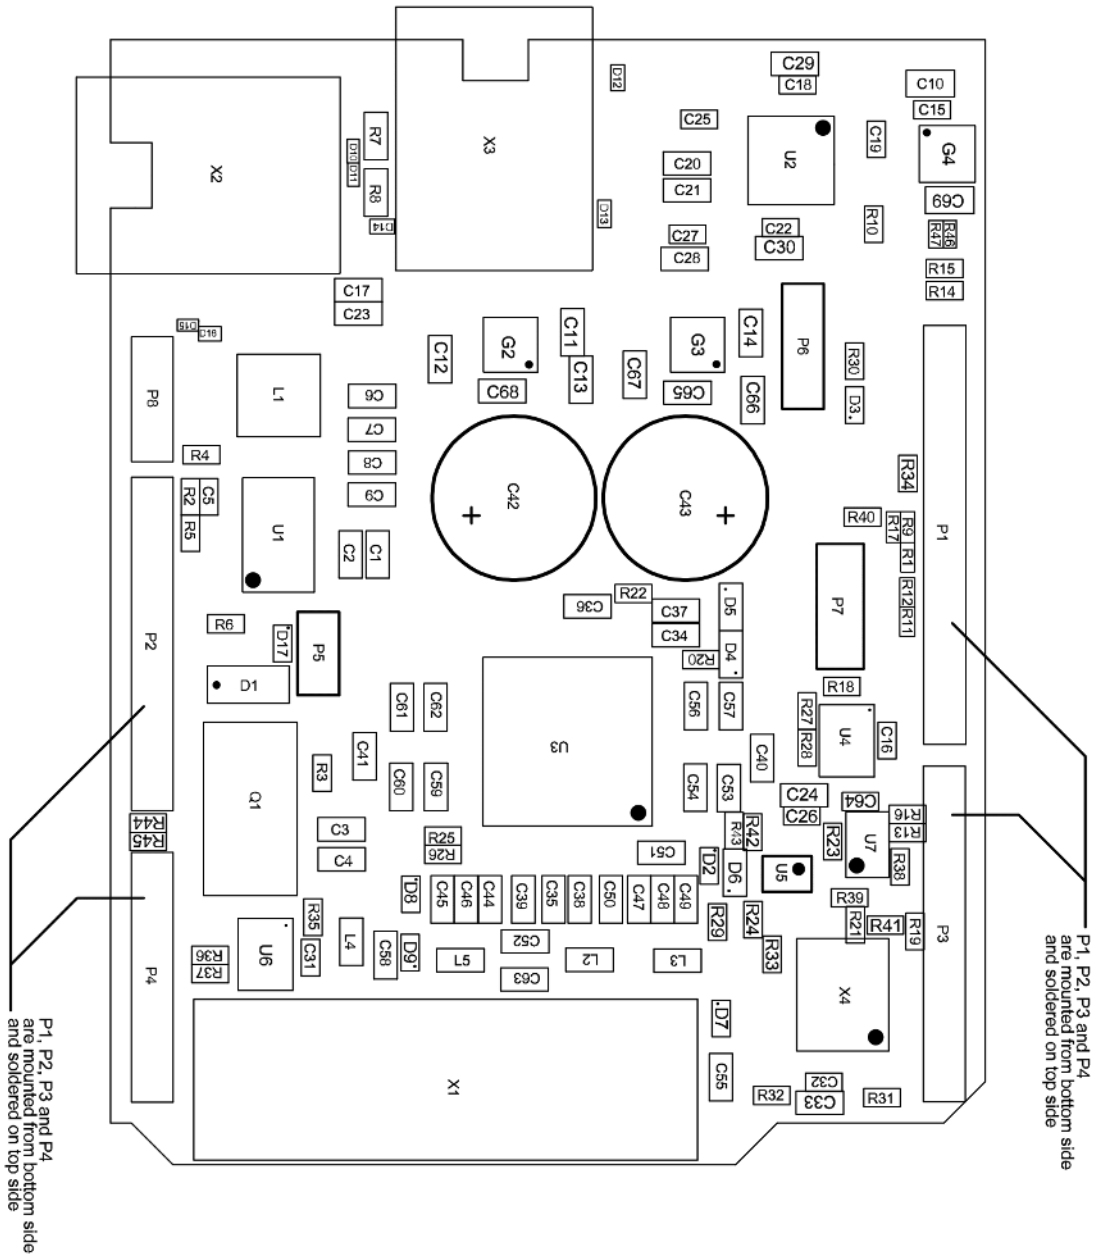 C29
C18
C10
C15
D12
C25
C19
X3
U2
G4
R7
D10
D11
C20
C21
X2
R8
C69
D13
D14
R10
C22
C27
C30
R47
R46
C28
R15
R14
C17
C23
D15
D16
C11
C14
G2
G3
P6
C12
C13
C67
R30
P8
L1
C6
C68
C65
C66
D3
C7
R4
C8
R34
C9
R2
C5
C42
C43
R40
R17
R9
P1
R5
U1
C2
C1
R1
R22
C36
C37
D5
P7
R12
R11
R6
P2
D17
P5
C34
R20
D4
D1
R18
C61
C62
C56
C57
R27
U4
C16
R28
C41
U3
C40
R3
C60
C59
C54
C53
Q1
C24
C64
C26
R16
R44
C3
R25
R43
R42
R13
R45
R26
C51
R23
U7
C4
D2
D6
U5
R38
D8
C45
C46
C44
C39
C35
C38
C50
C47
C48
C49
R39
R35
R29
R24
R21
R41
R19
P3
L4
C52
U6
R36
C31
C58
D9
L5
L2
L3
R33
R37
P4
C63
X4
D7
X1
C55
C32
R32
C33
R31
P1, P2, P3 and P4
are mounted from bottom side
and soldered on top side
P1, P2, P3 and P4
are mounted from bottom side
and soldered on top side